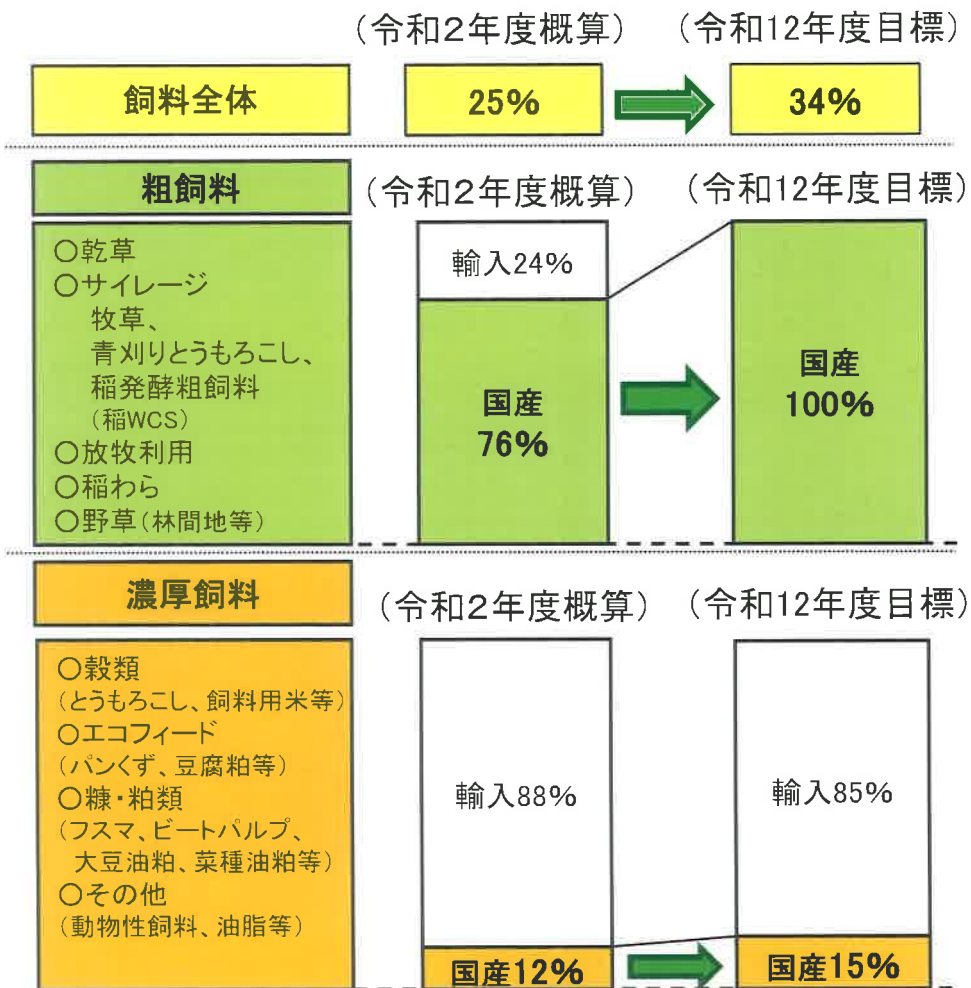 (令和2年度概算) (令和12年度目標)
飼料全体 25% 34%
粗飼料 (令和2年度概算) (令和12年度目標)
○乾草
○サイレージ
牧草、
青刈りとうもろこし、
稲発酵粗飼料
(稲WCS)
○放牧利用
○稲わら
○野草(林間地等)
輸入24%
国産
76%
国産
100%
濃厚飼料 (令和2年度概算) (令和12年度目標)
○穀類
(とうもろこし、飼料用米等)
○エコフィード
(パンくず、豆腐粕等)
○糠・粕類
(フスマ、ビートパルプ、
大豆油粕、菜種油粕等)
○その他
(動物性飼料、油脂等)
輸入88%
国産12%
輸入85%
国産15%